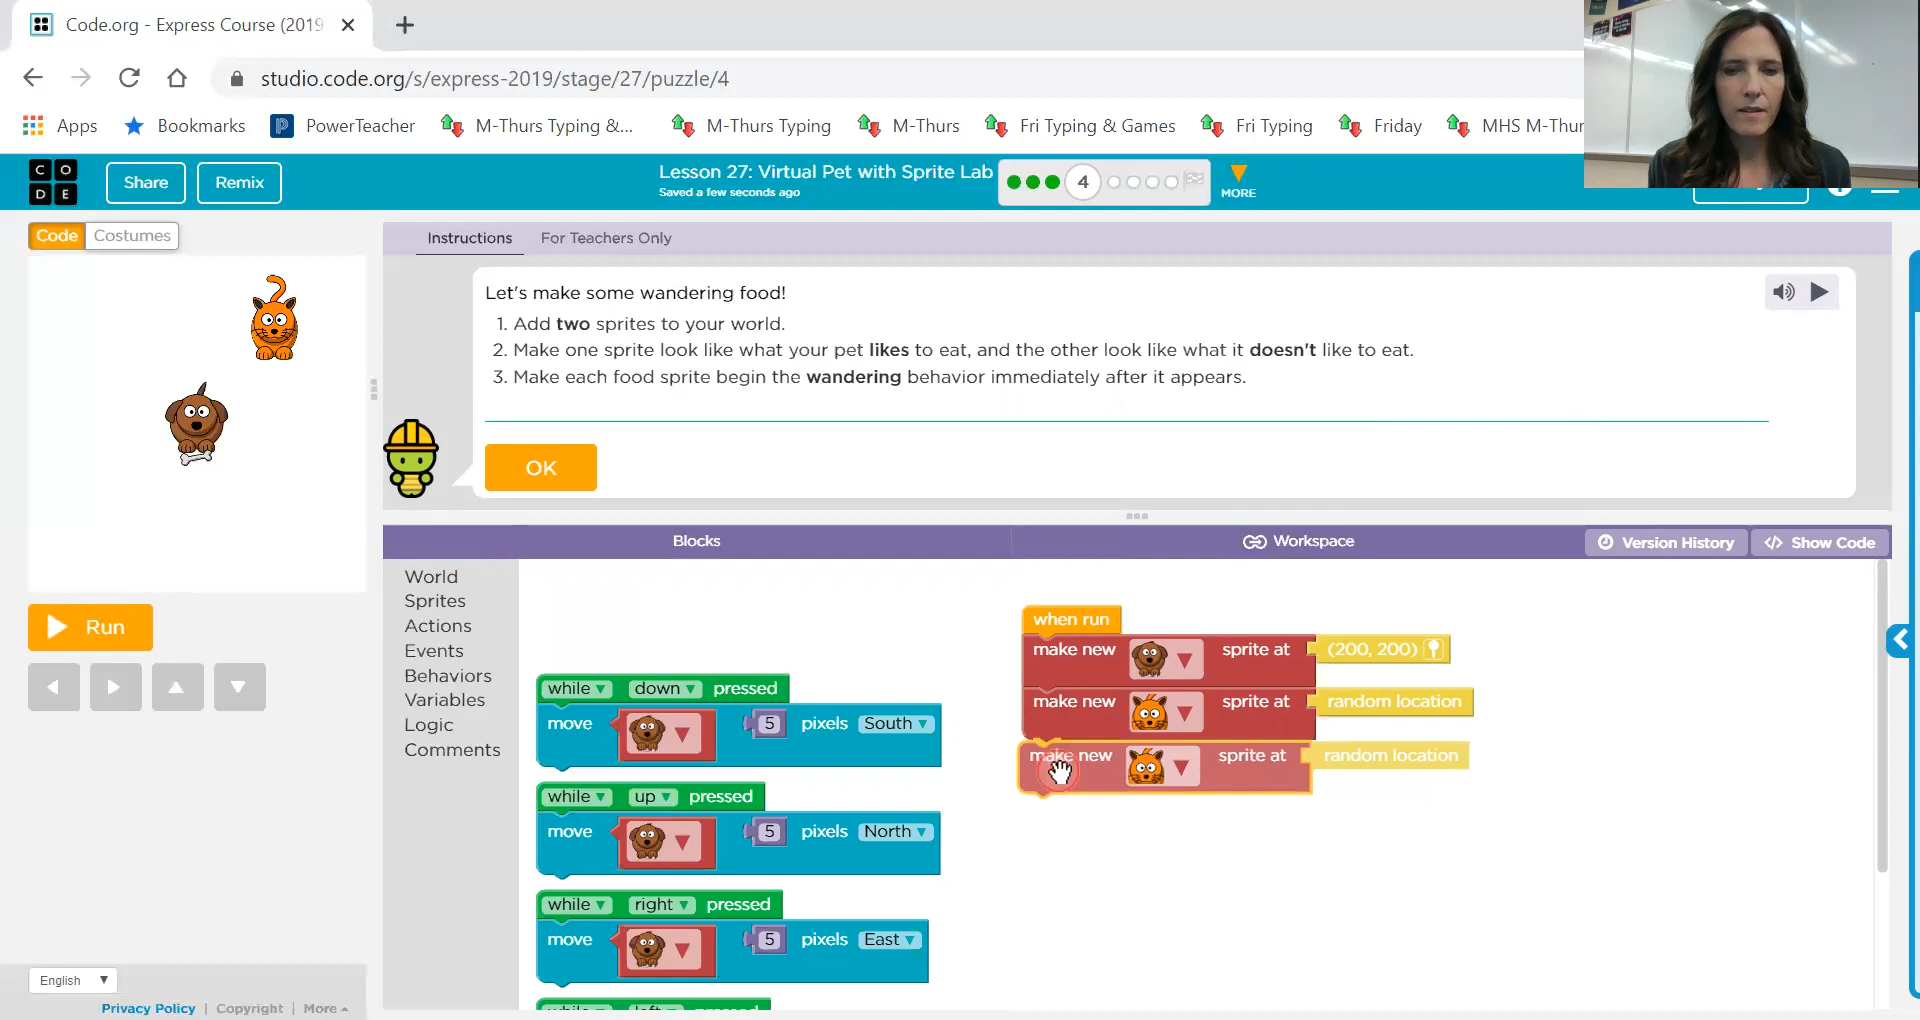 Code.org - Express Course (2019
studio.code.org/s/express-2019/stage/27/puzzle/4
Apps Bookmarks PowerTeacher M-Thurs Typing &... M-Thurs Typing M-Thurs Fri Typing & Games Fri Typing Friday MHS M-Thur
CODE Share Remix Lesson 27: Virtual Pet with Sprite Lab 4 MORE
Saved a few seconds ago
Code Costumes
Instructions For Teachers Only
Let's make some wandering food!
1. Add two sprites to your world.
2. Make one sprite look like what your pet likes to eat, and the other look like what it doesn't like to eat.
3. Make each food sprite begin the wandering behavior immediately after it appears.
OK
Blocks Workspace Version History Show Code
Run
World
Sprites
Actions
Events
Behaviors
Variables
Logic
Comments
while down pressed
move 5 pixels South
while up pressed
move 5 pixels North
while right pressed
move 5 pixels East
when run
make new sprite at (200, 200)
make new sprite at random location
make new sprite at random location
English
Privacy Policy | Copyright | More